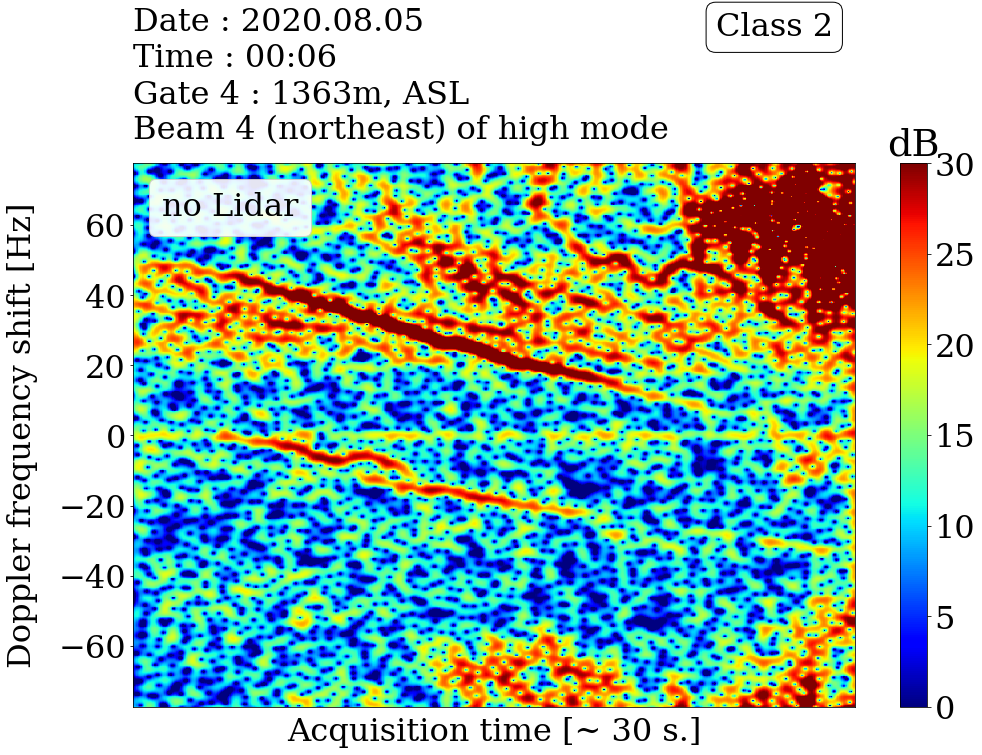 Date : 2020.08.05
Time : 00:06
Gate 4 : 1363m, ASL
Beam 4 (northeast) of high mode
Class 2
dB
no Lidar
Doppler frequency shift [Hz]
60
40
20
0
−20
−40
−60
30
25
20
15
10
5
0
Acquisition time [~ 30 s.]